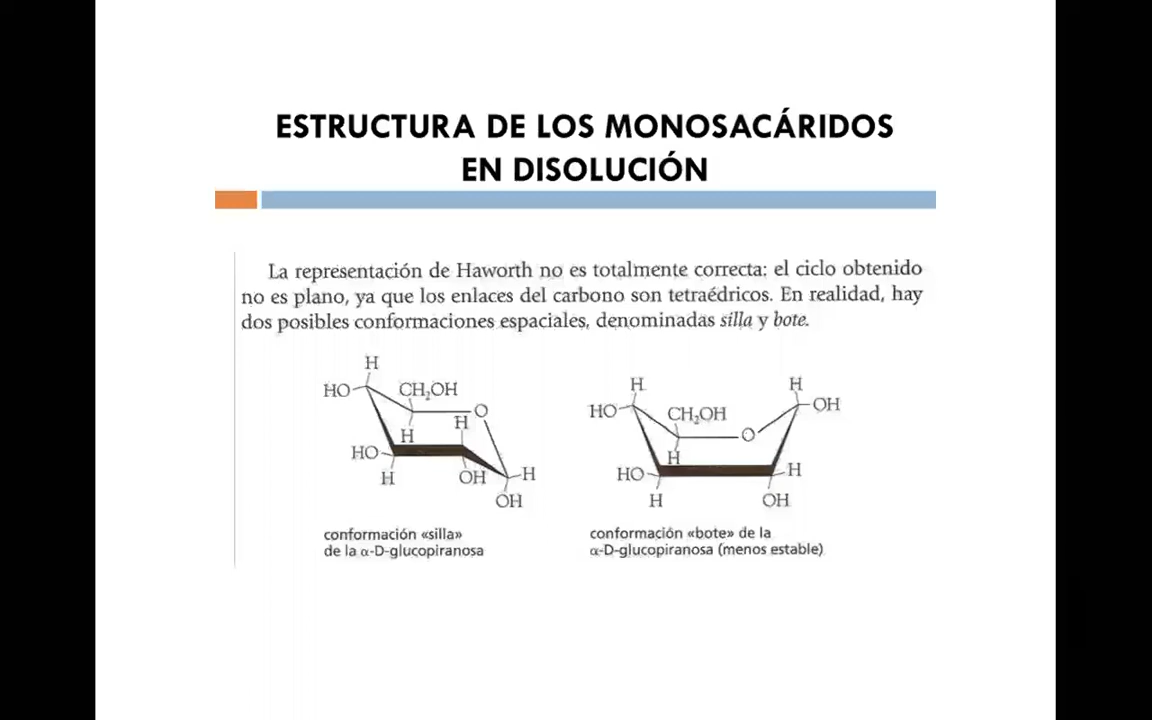 ESTRUCTURA DE LOS MONOSACÁRIDOS
EN DISOLUCIÓN
La representación de Haworth no es totalmente correcta: el ciclo obtenido
no es plano, ya que los enlaces del carbono son tetraédricos. En realidad, hay
dos posibles conformaciones espaciales, denominadas silla y bote.
H
HO
CH₂OH
O
H
H
HO
H
OH
H
OH
H
H
HO
CH₂OH
OH
O
H
HO
H
H
OH
conformación «silla»
de la α-D-glucopiranosa
conformación «bote» de la
α-D-glucopiranosa (menos estable)